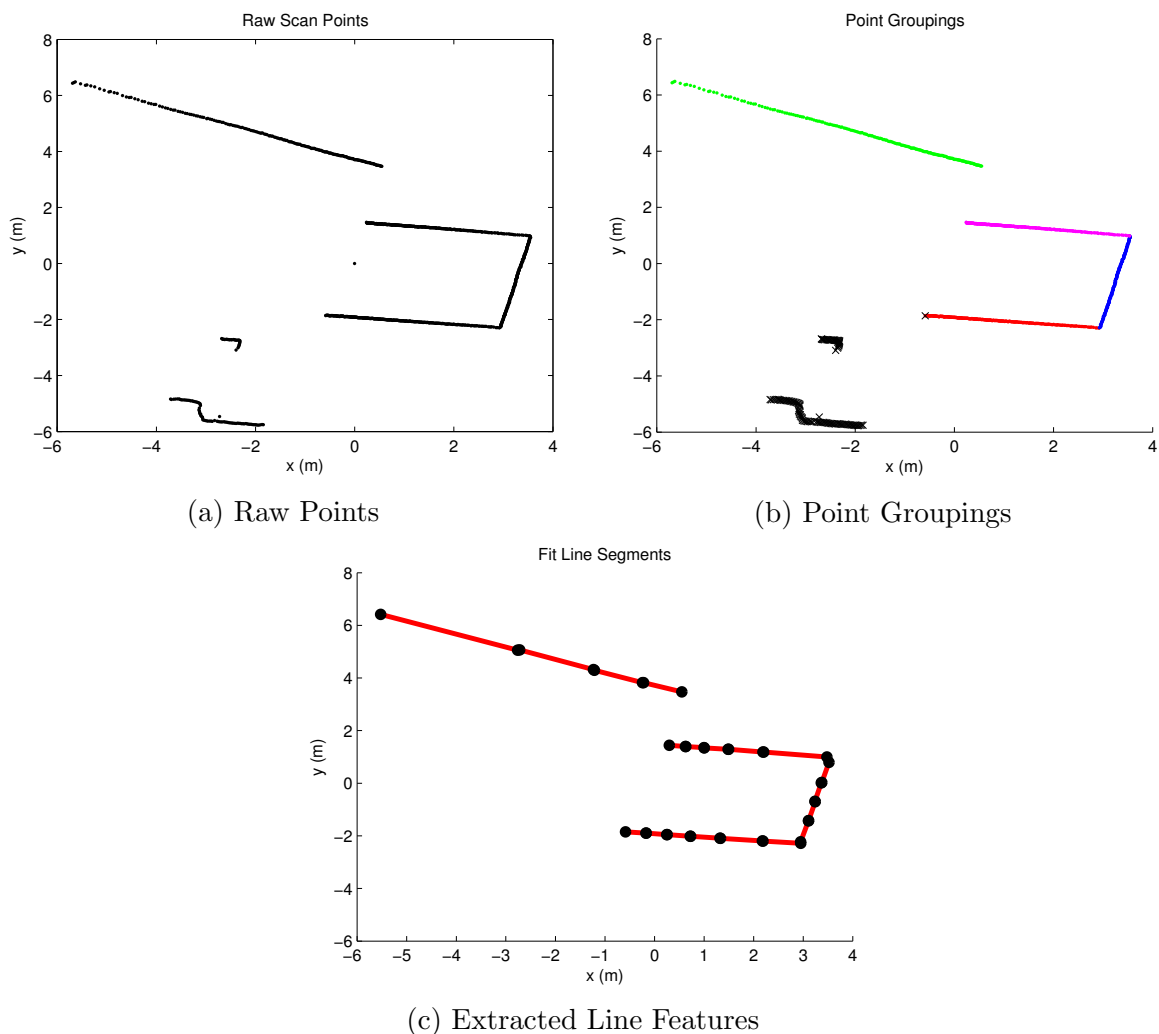 Raw Scan Points
8
6
4
2
0
−2
−4
−6
−6 −4 −2 0 2 4
y (m)
x (m)
(a) Raw Points
Point Groupings
8
6
4
2
0
−2
−4
−6
−6 −4 −2 0 2 4
y (m)
x (m)
(b) Point Groupings
Fit Line Segments
8
6
4
2
0
−2
−4
−6
−6 −5 −4 −3 −2 −1 0 1 2 3 4
y (m)
x (m)
(c) Extracted Line Features